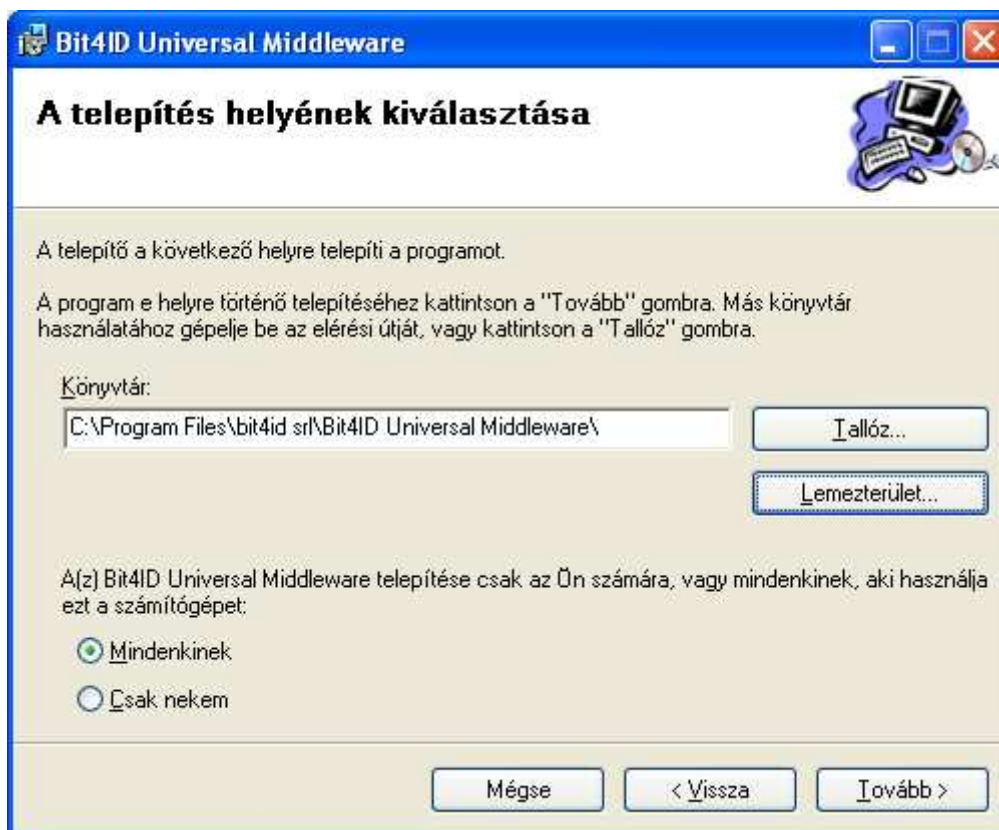 Bit4ID Universal Middleware
A telepítés helyének kiválasztása
A telepítő a következő helyre telepíti a programot.
A program e helyre történő telepítéséhez kattintson a "Tovább" gombra. Más könyvtár
használatához gépelje be az elérési útját, vagy kattintson a "Tallóz" gombra.
Könyvtár:
C:\Program Files\bit4id srl\Bit4ID Universal Middleware\
Tallóz...
Lemezterület...
A(z) Bit4ID Universal Middleware telepítése csak az Ön számára, vagy mindenkinek, aki használja
ezt a számítógépet:
Mindenkinek
Csak nekem
Mégse
< Vissza
Tovább >